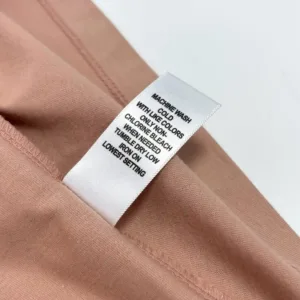 MACHINE WASH
COLD
WITH LIKE COLORS
ONLY NON-
CHLORINE BLEACH
WHEN NEEDED
TUMBLE DRY LOW
IRON ON
LOWEST SETTING